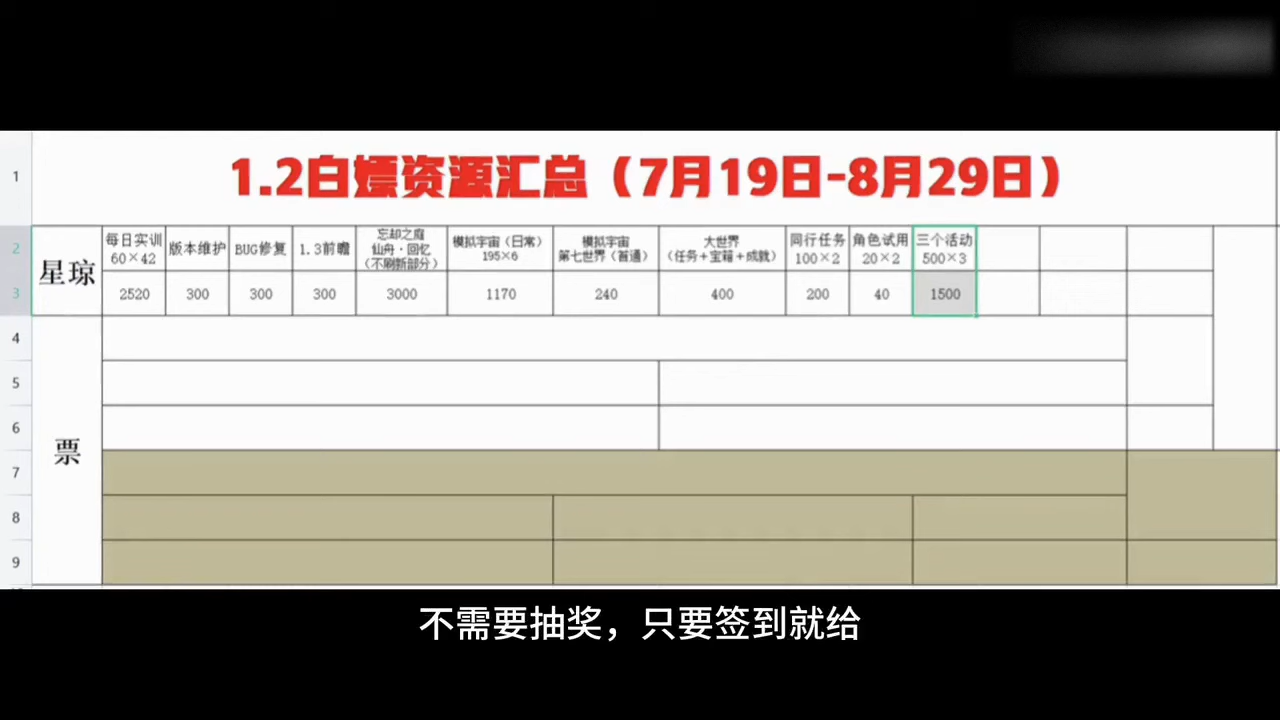 1.2白嫖资源汇总（7月19日-8月29日）
1
2
3
4
5
6
7
8
9
星琼
每日实训
60×42
版本维护
BUG修复
1.3前瞻
忘却之庭
仙舟·回忆
（不刷新部分）
模拟宇宙（日常）
195×6
模拟宇宙
第七世界（首通）
大世界
（任务+宝箱+成就）
同行任务
100×2
角色试用
20×2
三个活动
500×3
2520
300
300
300
3000
1170
240
400
200
40
1500
票
不需要抽奖，只要签到就给